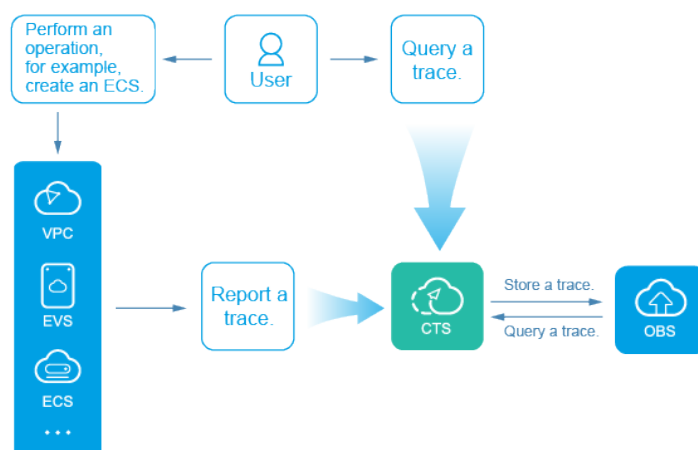 Perform an
operation,
for example,
create an ECS.
User
Query a
trace.
VPC
EVS
ECS
...
Report a
trace.
CTS
Store a trace.
Query a trace.
OBS